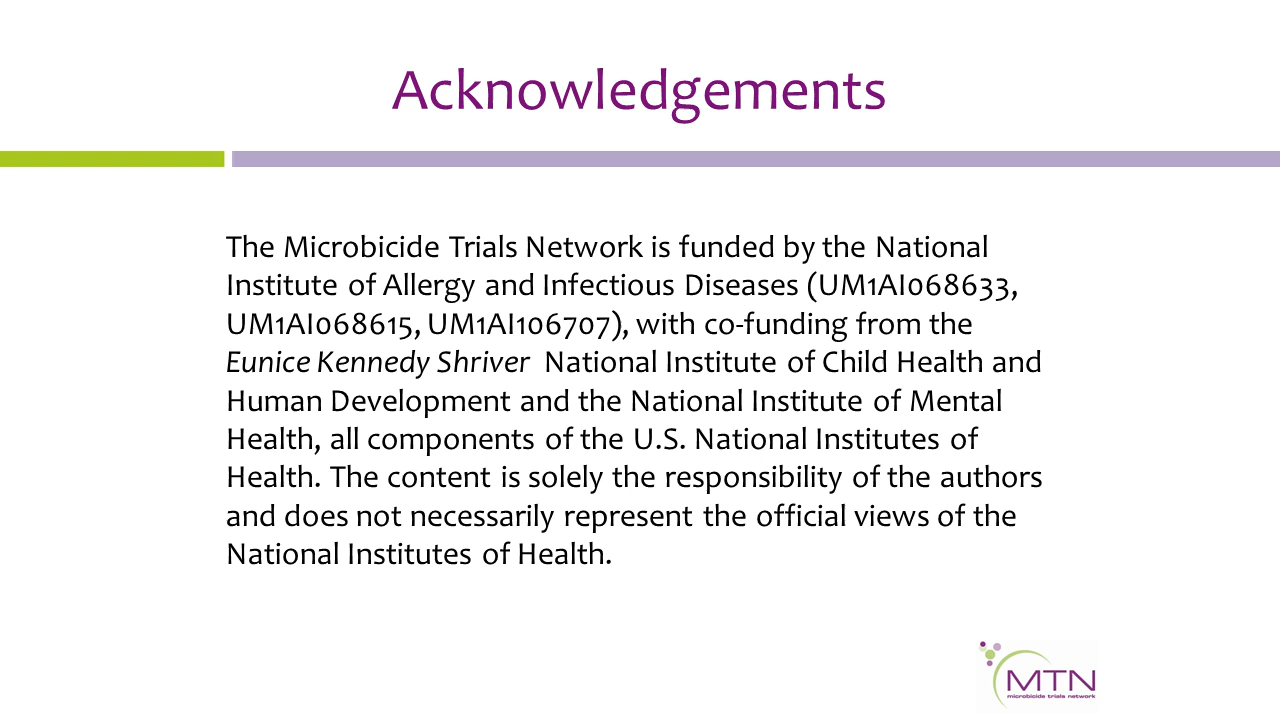 Acknowledgements
The Microbicide Trials Network is funded by the National
Institute of Allergy and Infectious Diseases (UM1AI068633,
UM1AI068615, UM1AI106707), with co-funding from the
Eunice Kennedy Shriver National Institute of Child Health and
Human Development and the National Institute of Mental
Health, all components of the U.S. National Institutes of
Health. The content is solely the responsibility of the authors
and does not necessarily represent the official views of the
National Institutes of Health.
MTN
microbicide trials network